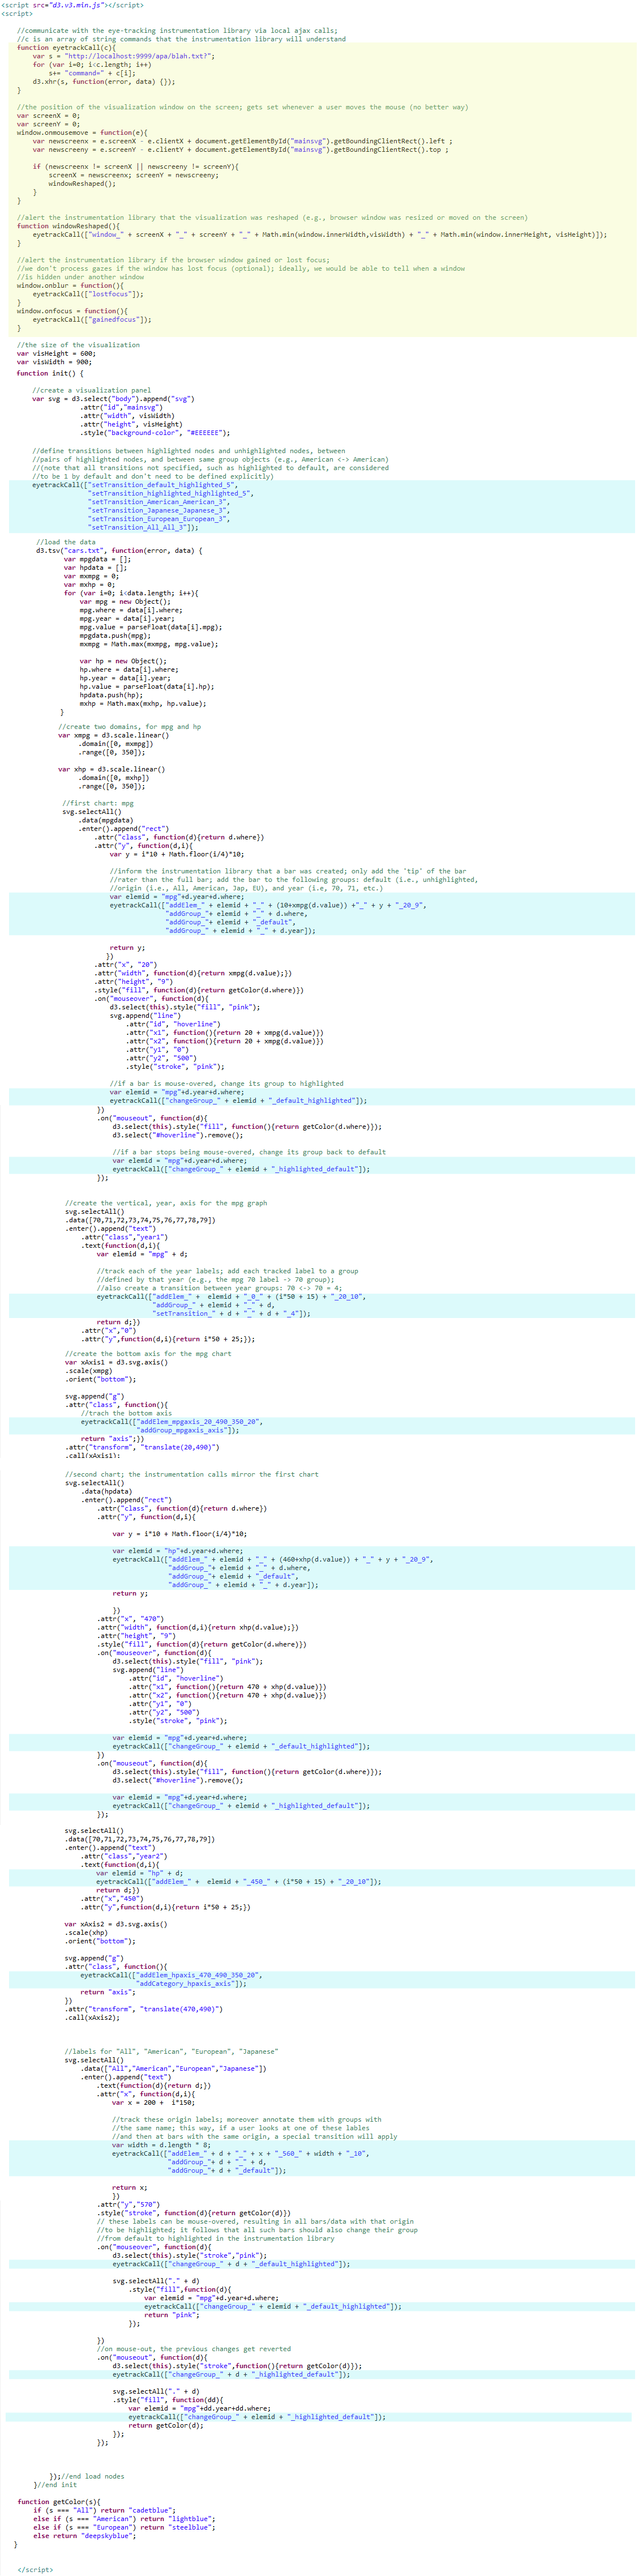 <script src="d3.v3.min.js"></script>
<script>
//communicate with the eye-tracking instrumentation library via local ajax calls;
//c is an array of string commands that the instrumentation library will understand
function eyetrackCall(c){
var s = "http://localhost:9999/apa/blah.txt?";
for (var i=0; i<c.length; i++)
s+= "command=" + c[i];
d3.xhr(s, function(error, data) {});
}
//the position of the visualization window on the screen; gets set whenever a user moves the mouse (no better way)
var screenX = 0;
var screenY = 0;
window.onmousemove = function(e){
var newscreenx = e.screenX - e.clientX + document.getElementById("mainsvg").getBoundingClientRect().left ;
var newscreeny = e.screenY - e.clientY + document.getElementById("mainsvg").getBoundingClientRect().top ;
if (newscreenx != screenX || newscreeny != screenY){
screenX = newscreenx; screenY = newscreeny;
windowReshaped();
}
}
//alert the instrumentation library that the visualization was reshaped (e.g., browser window was resized or moved on the screen)
function windowReshaped(){
eyetrackCall(["window_" + screenX + "_" + screenY + "_" + Math.min(window.innerWidth,visWidth) + "_" + Math.min(window.innerHeight, visHeight)]);
}
//alert the instrumentation library if the browser window gained or lost focus;
//we don't process gazes if the window has lost focus (optional); ideally, we would be able to tell when a window
//is hidden under another window
window.onblur = function(){
eyetrackCall(["lostfocus"]);
}
window.onfocus = function(){
eyetrackCall(["gainedfocus"]);
}
//the size of the visualization
var visHeight = 600;
var visWidth = 900;
function init() {
//create a visualization panel
var svg = d3.select("body").append("svg")
.attr("id","mainsvg")
.attr("width", visWidth)
.attr("height", visHeight)
.style("background-color", "#EEEEEE");
//define transitions between highlighted nodes and unhighlighted nodes, between
//pairs of highlighted nodes, and between same group objects (e.g., American <-> American)
//(note that all transitions not specified, such as highlighted to default, are considered
//to be 1 by default and don't need to be defined explicitly)
eyetrackCall(["setTransition_default_highlighted_5",
"setTransition_highlighted_highlighted_5",
"setTransition_American_American_3",
"setTransition_Japanese_Japanese_3",
"setTransition_European_European_3",
"setTransition_All_All_3"]);
//load the data
d3.tsv("cars.txt", function(error, data) {
var mpgdata = [];
var hpdata = [];
var mxmpg = 0;
var mxhp = 0;
for (var i=0; i<data.length; i++){
var mpg = new Object();
mpg.where = data[i].where;
mpg.year = data[i].year;
mpg.value = parseFloat(data[i].mpg);
mpgdata.push(mpg);
mxmpg = Math.max(mxmpg, mpg.value);
var hp = new Object();
hp.where = data[i].where;
hp.year = data[i].year;
hp.value = parseFloat(data[i].hp);
hpdata.push(hp);
mxhp = Math.max(mxhp, hp.value);
}
//create two domains, for mpg and hp
var xmpg = d3.scale.linear()
.domain([0, mxmpg])
.range([0, 350]);
var xhp = d3.scale.linear()
.domain([0, mxhp])
.range([0, 350]);
//first chart: mpg
svg.selectAll()
.data(mpgdata)
.enter().append("rect")
.attr("class", function(d){return d.where})
.attr("y", function(d,i){
var y = i*10 + Math.floor(i/4)*10;
//inform the instrumentation library that a bar was created; only add the 'tip' of the bar
//rater than the full bar; add the bar to the following groups: default (i.e., unhighlighted,
//origin (i.e., All, American, Jap, EU), and year (i.e, 70, 71, etc.)
var elemid = "mpg"+d.year+d.where;
eyetrackCall(["addElem_" + elemid + "_" + (10+xmpg(d.value)) +"_" + y + "_20_9",
"addGroup_"+ elemid + "_" + d.where,
"addGroup_"+ elemid + "_default",
"addGroup_" + elemid + "_" + d.year]);
return y;
})
.attr("x", "20")
.attr("width", function(d){return xmpg(d.value);})
.attr("height", "9")
.style("fill", function(d){return getColor(d.where)})
.on("mouseover", function(d){
d3.select(this).style("fill", "pink");
svg.append("line")
.attr("id", "hoverline")
.attr("x1", function(){return 20 + xmpg(d.value)})
.attr("x2", function(){return 20 + xmpg(d.value)})
.attr("y1", "0")
.attr("y2", "500")
.style("stroke", "pink");
//if a bar is mouse-overed, change its group to highlighted
var elemid = "mpg"+d.year+d.where;
eyetrackCall(["changeGroup_" + elemid + "_default_highlighted"]);
})
.on("mouseout", function(d){
d3.select(this).style("fill", function(){return getColor(d.where)});
d3.select("#hoverline").remove();
//if a bar stops being mouse-overed, change its group back to default
var elemid = "mpg"+d.year+d.where;
eyetrackCall(["changeGroup_" + elemid + "_highlighted_default"]);
});
//create the vertical, year, axis for the mpg graph
svg.selectAll()
.data([70,71,72,73,74,75,76,77,78,79])
.enter().append("text")
.attr("class","year1")
.text(function(d,i){
var elemid = "mpg" + d;
//track each of the year labels; add each tracked label to a group
//defined by that year (e.g., the mpg 70 label -> 70 group);
//also create a transition between year groups: 70 <-> 70 = 4;
eyetrackCall(["addElem_" +  elemid + "_0_" + (i*50 + 15) + "_20_10",
"addGroup_" + elemid + "_" + d,
"setTransition_" + d + "_" + d + "_4"]);
return d;})
.attr("x","0")
.attr("y",function(d,i){return i*50 + 25;});
//create the bottom axis for the mpg chart
var xAxis1 = d3.svg.axis()
.scale(xmpg)
.orient("bottom");
svg.append("g")
.attr("class", function(){
//trach the bottom axis
eyetrackCall(["addElem_mpgaxis_20_490_350_20",
"addGroup_mpgaxis_axis"]);
return "axis";})
.attr("transform", "translate(20,490)")
.call(xAxis1);
//second chart; the instrumentation calls mirror the first chart
svg.selectAll()
.data(hpdata)
.enter().append("rect")
.attr("class", function(d){return d.where})
.attr("y", function(d,i){
var y = i*10 + Math.floor(i/4)*10;
var elemid = "hp"+d.year+d.where;
eyetrackCall(["addElem_" + elemid + "_" + (460+xhp(d.value)) + "_" + y + "_20_9",
"addGroup_"+ elemid + "_" + d.where,
"addGroup_"+ elemid + "_default",
"addGroup_" + elemid + "_" + d.year]);
return y;
})
.attr("x", "470")
.attr("width", function(d,i){return xhp(d.value);})
.attr("height", "9")
.style("fill", function(d){return getColor(d.where)})
.on("mouseover", function(d){
d3.select(this).style("fill", "pink");
svg.append("line")
.attr("id", "hoverline")
.attr("x1", function(){return 470 + xhp(d.value)})
.attr("x2", function(){return 470 + xhp(d.value)})
.attr("y1", "0")
.attr("y2", "500")
.style("stroke", "pink");
var elemid = "mpg"+d.year+d.where;
eyetrackCall(["changeGroup_" + elemid + "_default_highlighted"]);
})
.on("mouseout", function(d){
d3.select(this).style("fill", function(){return getColor(d.where)});
d3.select("#hoverline").remove();
var elemid = "mpg"+d.year+d.where;
eyetrackCall(["changeGroup_" + elemid + "_highlighted_default"]);
});
svg.selectAll()
.data([70,71,72,73,74,75,76,77,78,79])
.enter().append("text")
.attr("class","year2")
.text(function(d,i){
var elemid = "hp" + d;
eyetrackCall(["addElem_" +  elemid + "_450_" + (i*50 + 15) + "_20_10"]);
return d;})
.attr("x","450")
.attr("y",function(d,i){return i*50 + 25;})
var xAxis2 = d3.svg.axis()
.scale(xhp)
.orient("bottom");
svg.append("g")
.attr("class", function(){
eyetrackCall(["addElem_hpaxis_470_490_350_20",
"addCategory_hpaxis_axis"]);
return "axis";
})
.attr("transform", "translate(470,490)")
.call(xAxis2);
//labels for "All", "American", "European", "Japanese"
svg.selectAll()
.data(["All","American","European","Japanese"])
.enter().append("text")
.text(function(d){return d;})
.attr("x", function(d,i){
var x = 200 +  i*150;
//track these origin labels; moreover annotate them with groups with
//the same name; this way, if a user looks at one of these lables
//and then at bars with the same origin, a special transition will apply
var width = d.length * 8;
eyetrackCall(["addElem_" + d + "_" + x + "_560_" + width + "_10",
"addGroup_"+ d + "_" + d,
"addGroup_"+ d + "_default"]);
return x;
})
.attr("y","570")
.style("stroke", function(d){return getColor(d)})
// these labels can be mouse-overed, resulting in all bars/data with that origin
//to be highlighted; it follows that all such bars should also change their group
//from default to highlighted in the instrumentation library
.on("mouseover", function(d){
d3.select(this).style("stroke","pink");
eyetrackCall(["changeGroup_" + d + "_default_highlighted"]);
svg.selectAll("." + d)
.style("fill",function(d){
var elemid = "mpg"+d.year+d.where;
eyetrackCall(["changeGroup_" + elemid + "_default_highlighted"]);
return "pink";
});
})
//on mouse-out, the previous changes get reverted
.on("mouseout", function(d){
d3.select(this).style("stroke",function(){return getColor(d)});
eyetrackCall(["changeGroup_" + d + "_highlighted_default"]);
svg.selectAll("." + d)
.style("fill", function(dd){
var elemid = "mpg"+dd.year+dd.where;
eyetrackCall(["changeGroup_" + elemid + "_highlighted_default"]);
return getColor(d);
});
});
});//end load nodes
}//end init
function getColor(s){
if (s === "All") return "cadetblue";
else if (s === "American") return "lightblue";
else if (s === "European") return "steelblue";
else return "deepskyblue";
}
</script>